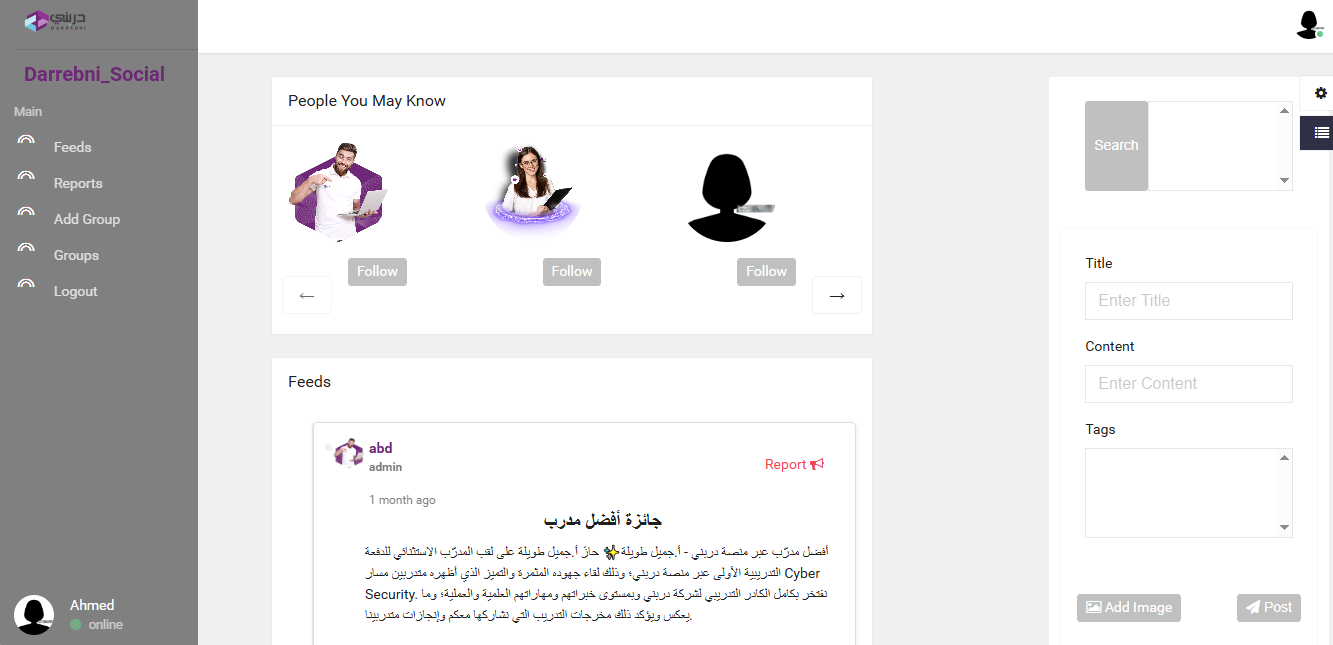 دربني
DARREBNI
Darrebni_Social
Main
Feeds
Reports
Add Group
Groups
Logout
Ahmed
online
People You May Know
Follow
Follow
Follow
←
→
Feeds
abd
admin
Report
1 month ago
جائزة أفضل مدرب
أفضل مدرّب عبر منصة دربني - أ.جميل طويلة✨ حاز أ.جميل طويلة على لقب المدرّب الاستثنائي للدفعة
التدريبية الأولى عبر منصة دربني؛ وذلك لقاء جهوده المثمرة والتميز الذي أظهره متدربين مسار Cyber
Security. نفتخر بكامل الكادر التدريبي لشركة دربني وبمستوى خبراتهم ومهاراتهم العلمية والعملية؛ وما
يعكس ويؤكد ذلك مخرجات التدريب التي نشاركها معكم وإنجازات متدربينا.
Search
Title
Enter Title
Content
Enter Content
Tags
Add Image
Post